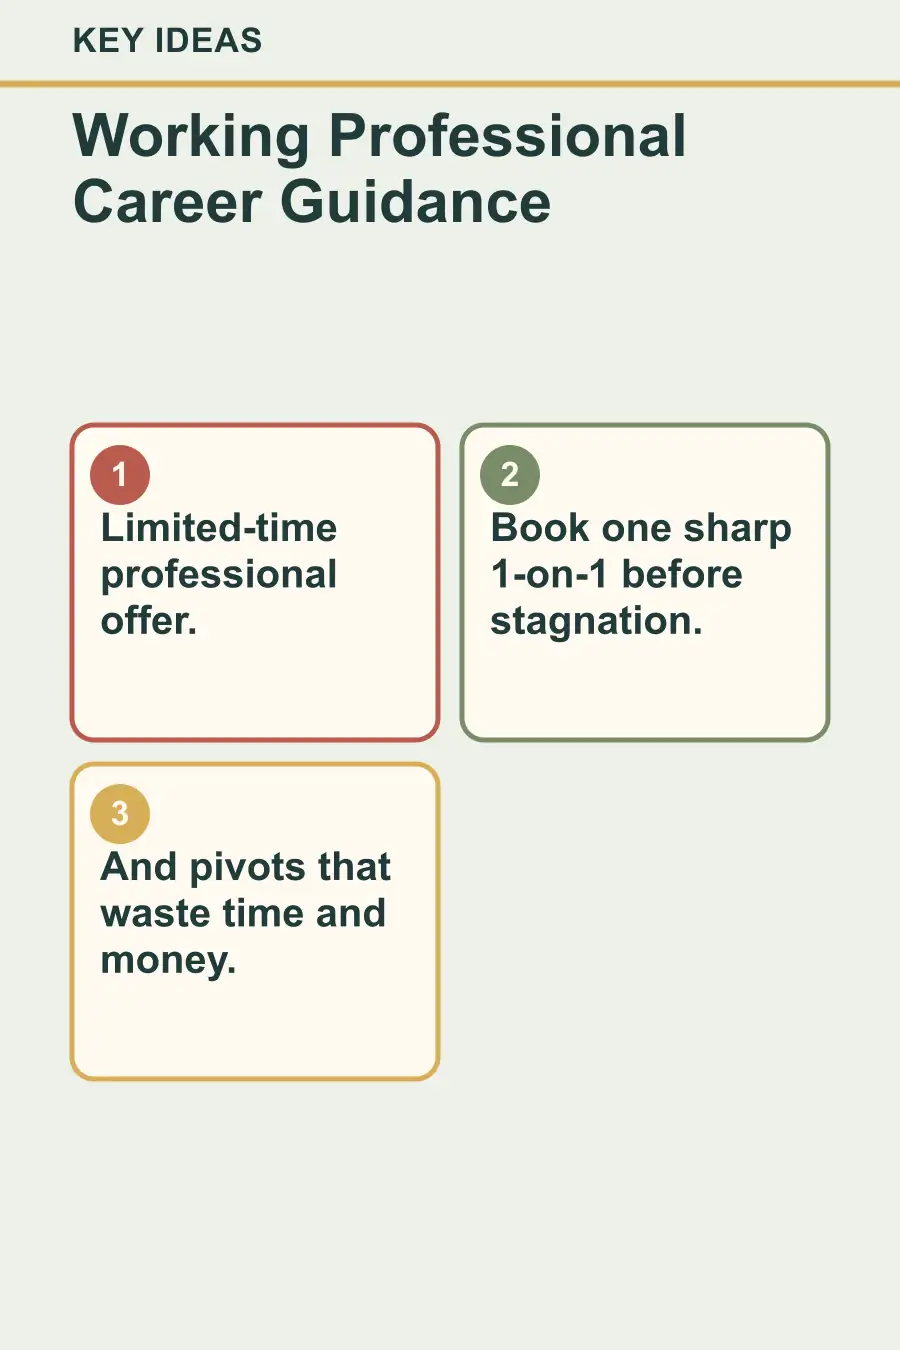 KEY IDEAS
Working Professional
Career Guidance
1
Limited-time
professional
offer.
2
Book one sharp
1-on-1 before
stagnation.
3
And pivots that
waste time and
money.